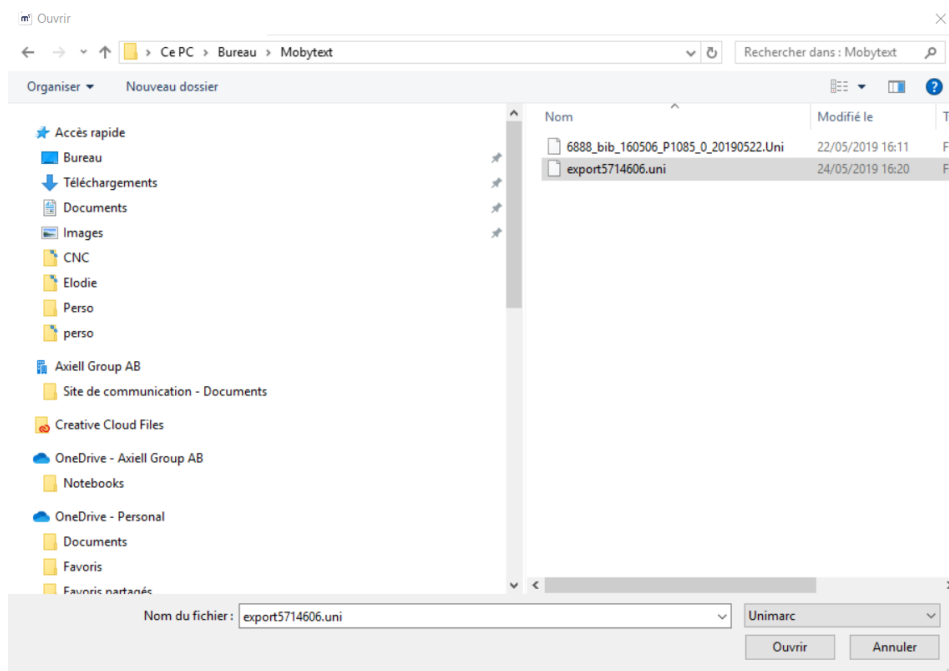 m³ Ouvrir
Ce PC > Bureau > Mobytext
Rechercher dans : Mobytext
Organiser
Nouveau dossier
?
Accès rapide
Bureau
Téléchargements
Documents
Images
CNC
Elodie
Perso
perso
Axiell Group AB
Site de communication - Documents
Creative Cloud Files
OneDrive - Axiell Group AB
Notebooks
OneDrive - Personal
Documents
Favoris
Favoris partagés
Nom
Modifié le
T
6888_bib_160506_P1085_0_20190522.Uni
22/05/2019 16:11
F
export5714606.uni
24/05/2019 16:20
F
Nom du fichier :
export5714606.uni
Unimarc
Ouvrir
Annuler